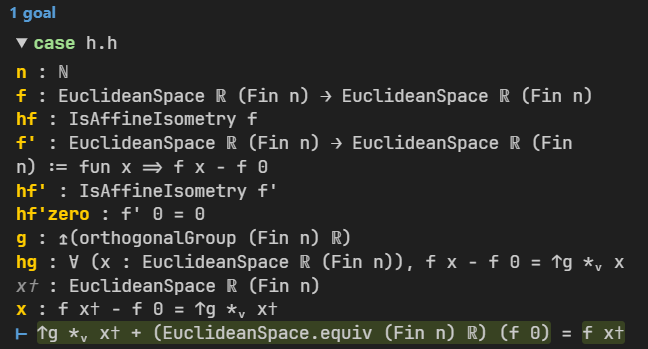 1 goal
▼ case h.h
n : ℕ
f : EuclideanSpace ℝ (Fin n) → EuclideanSpace ℝ (Fin n)
hf : IsAffineIsometry f
f' : EuclideanSpace ℝ (Fin n) → EuclideanSpace ℝ (Fin
n) := fun x ⇒ f x - f 0
hf' : IsAffineIsometry f'
hf'zero : f' 0 = 0
g : ↥(orthogonalGroup (Fin n) ℝ)
hg : ∀ (x : EuclideanSpace ℝ (Fin n)), f x - f 0 = ↑g *ᵥ x
x† : EuclideanSpace ℝ (Fin n)
x : f x† - f 0 = ↑g *ᵥ x†
⊢ ↑g *ᵥ x† + (EuclideanSpace.equiv (Fin n) ℝ) (f 0) = f x†